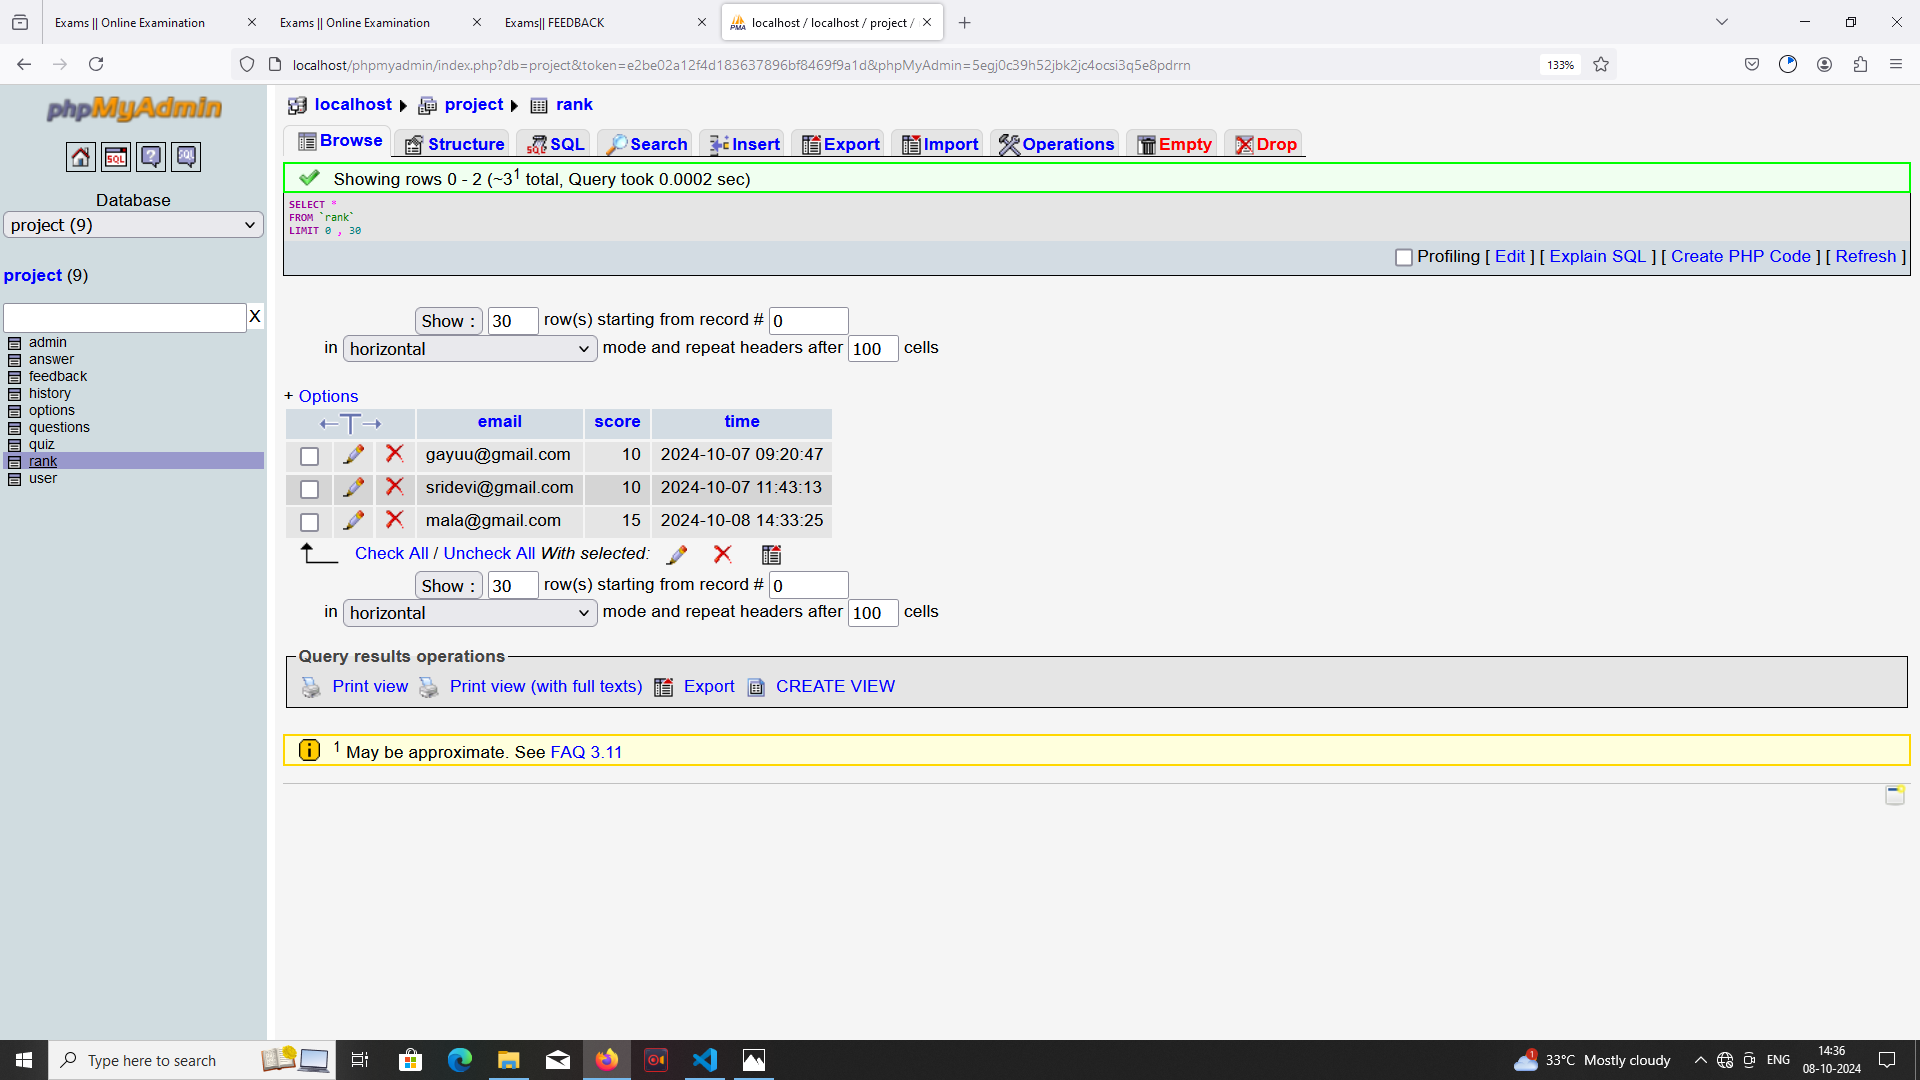 Exams || Online Examination
Exams || Online Examination
Exams|| FEEDBACK
localhost / localhost / project /
localhost/phpmyadmin/index.php?db=project&token=e2be02a12f4d183637896bf8469f9a1d&phpMyAdmin=5egj0c39h52jbk2jc4ocsi3q5e8pdrrn
133%
phpMyAdmin
SQL
?
SQL
Database
project (9)
project (9)
X
admin
answer
feedback
history
options
questions
quiz
rank
user
localhost ▶ project ▶ rank
Browse Structure SQL Search Insert Export Import Operations Empty Drop
Showing rows 0 - 2 (~3¹ total, Query took 0.0002 sec)
SELECT *
FROM `rank`
LIMIT 0 , 30
Profiling [ Edit ] [ Explain SQL ] [ Create PHP Code ] [ Refresh ]
Show : 30 row(s) starting from record # 0
in horizontal mode and repeat headers after 100 cells
+ Options
←T→ email score time
gayuu@gmail.com 10 2024-10-07 09:20:47
sridevi@gmail.com 10 2024-10-07 11:43:13
mala@gmail.com 15 2024-10-08 14:33:25
Check All / Uncheck All With selected:
Show : 30 row(s) starting from record # 0
in horizontal mode and repeat headers after 100 cells
Query results operations
Print view Print view (with full texts) Export CREATE VIEW
¹ May be approximate. See FAQ 3.11
Type here to search
1
33°C Mostly cloudy
ENG
14:36
08-10-2024